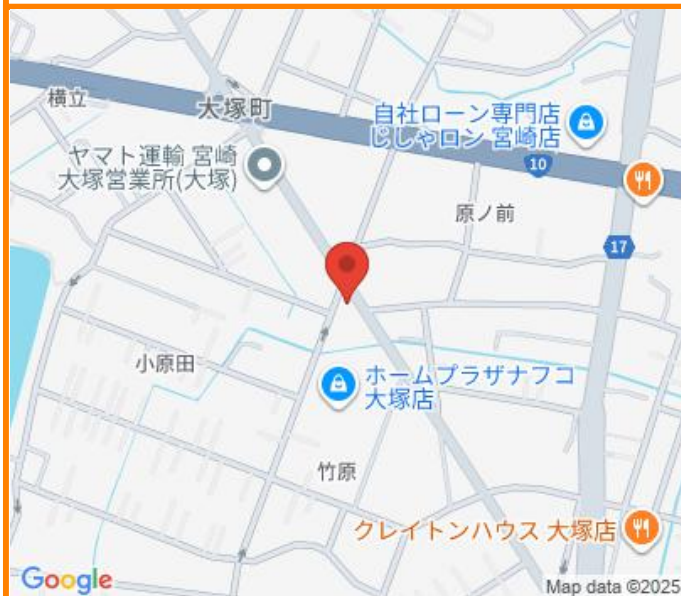 横立
大塚町
自社ローン専門店
じしゃロン 宮崎店
ヤマト運輸 宮崎
大塚営業所(大塚)
10
原ノ前
17
小原田
ホームプラザナフコ
大塚店
竹原
クレイトンハウス 大塚店
Google
Map data ©2025